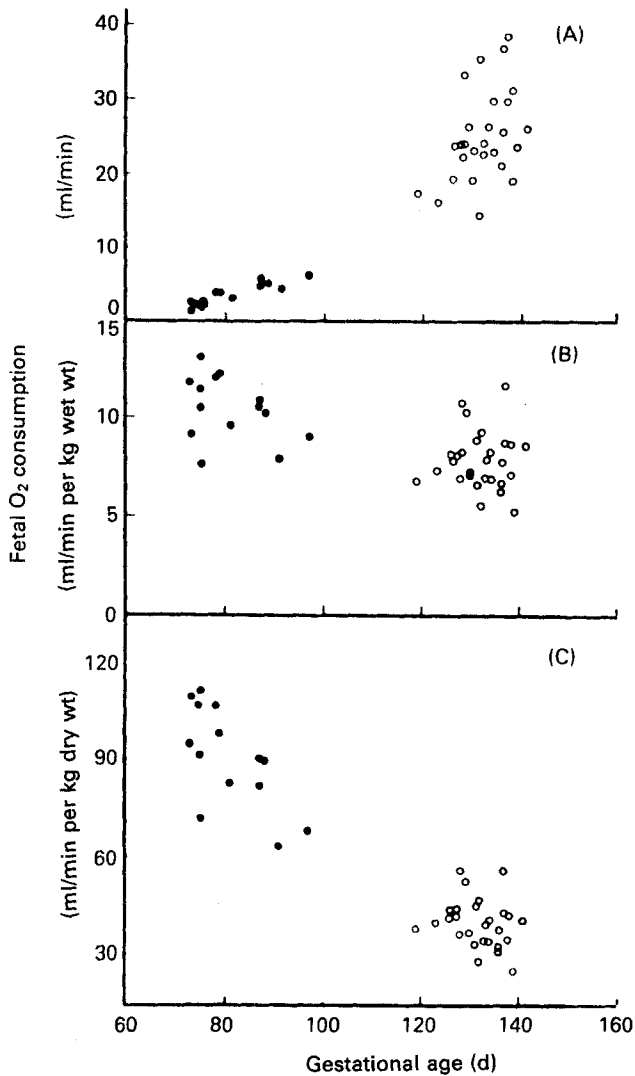 40
30
20
10
0
(ml/min)
(A)
15
10
5
0
(ml/min per kg wet wt)
(B)
Fetal O₂ consumption
120
90
60
30
(ml/min per kg dry wt)
(C)
60 80 100 120 140 160
Gestational age (d)